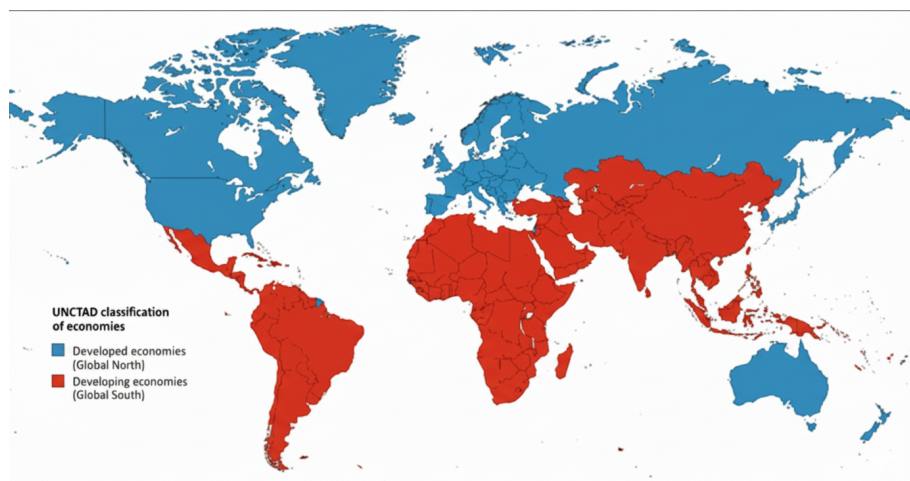 UNCTAD classification
of economies
Developed economies
(Global North)
Developing economies
(Global South)